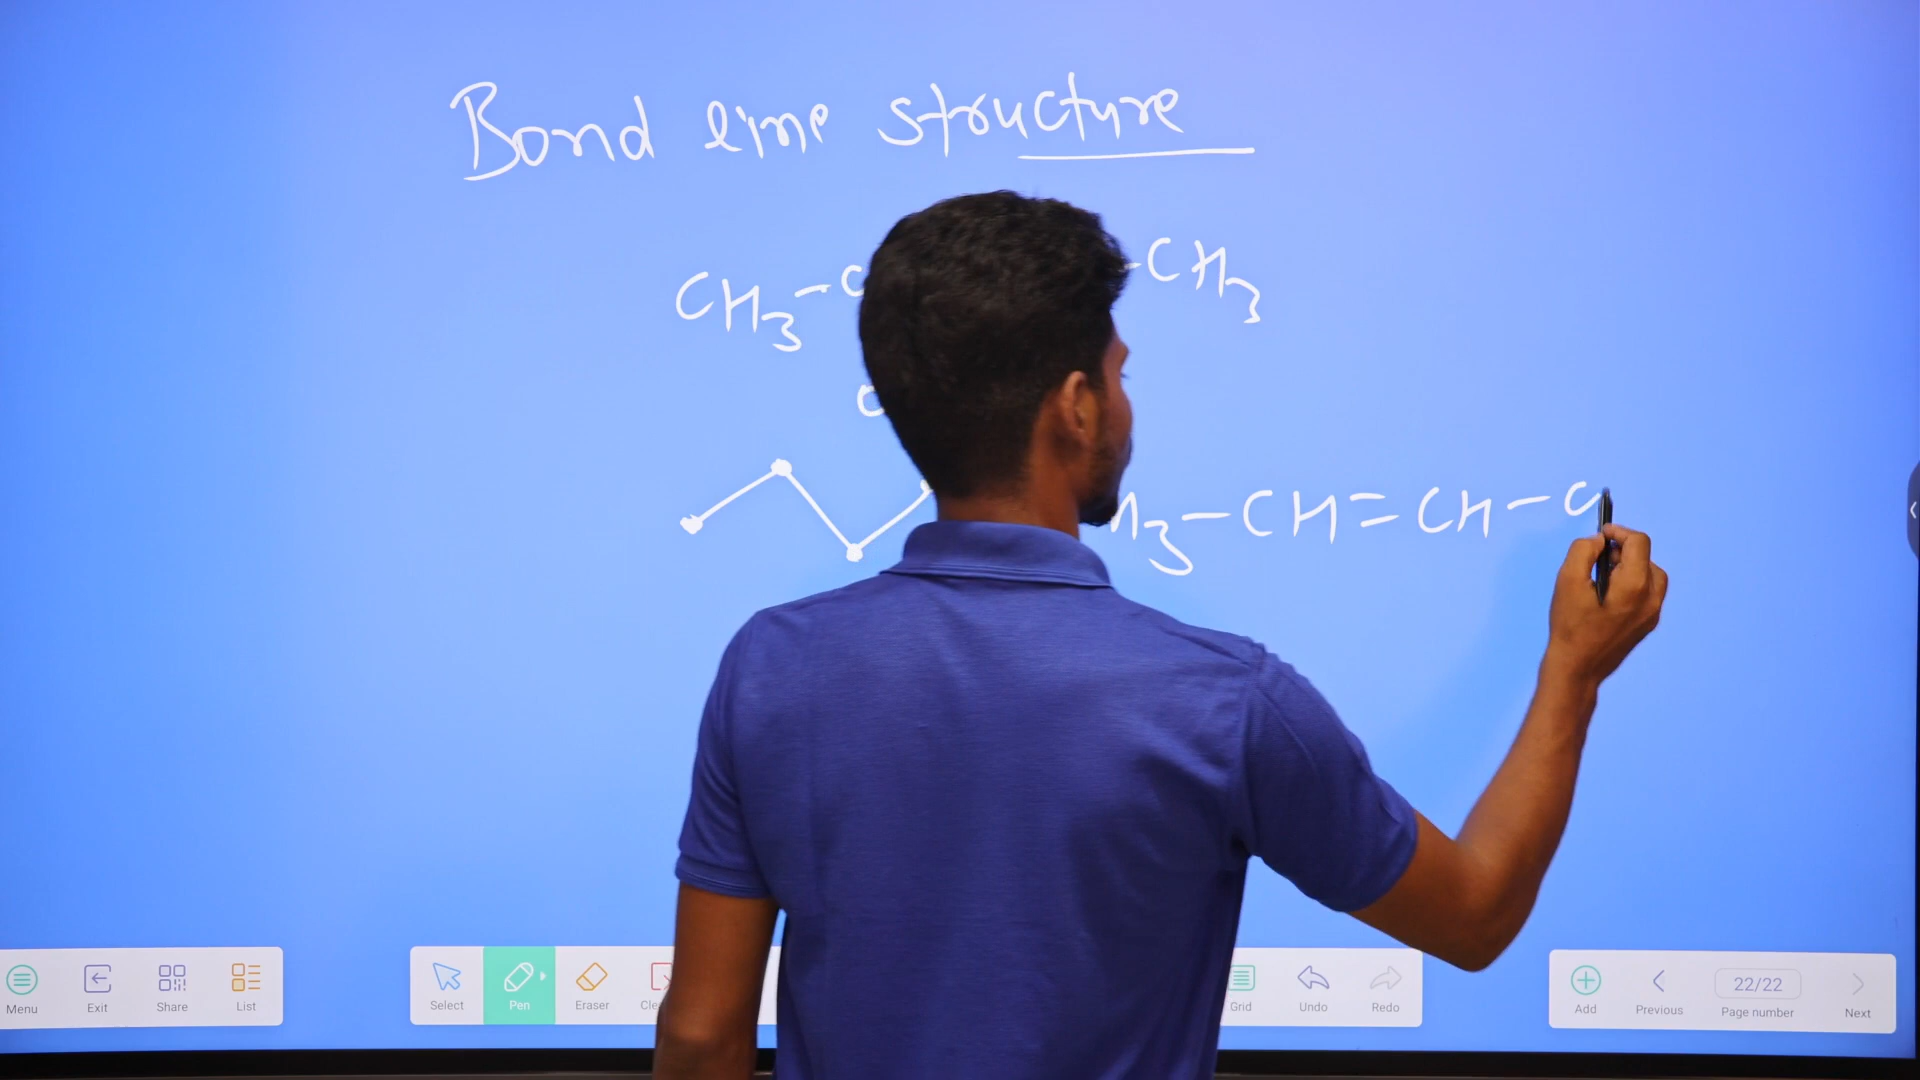 Bond line structure
CH3-C -CH3
H3-CH=CH-C
Menu Exit Share List Select Pen Eraser Grid Undo Redo Add Previous 22/22 Page number Next